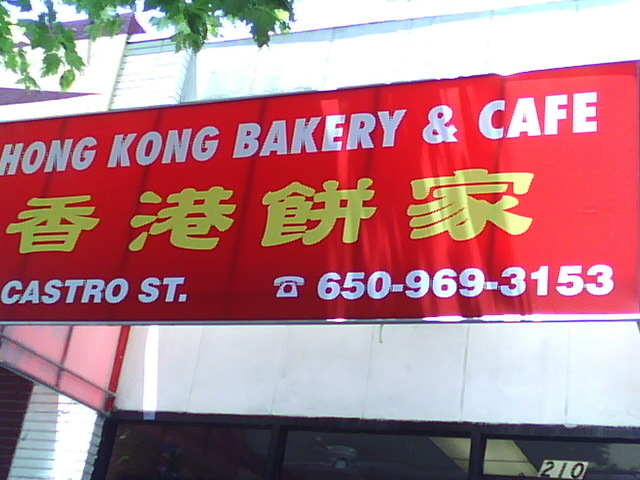 HONG KONG BAKERY & CAFE
香港餅家
CASTRO ST. ☎ 650-969-3153
210